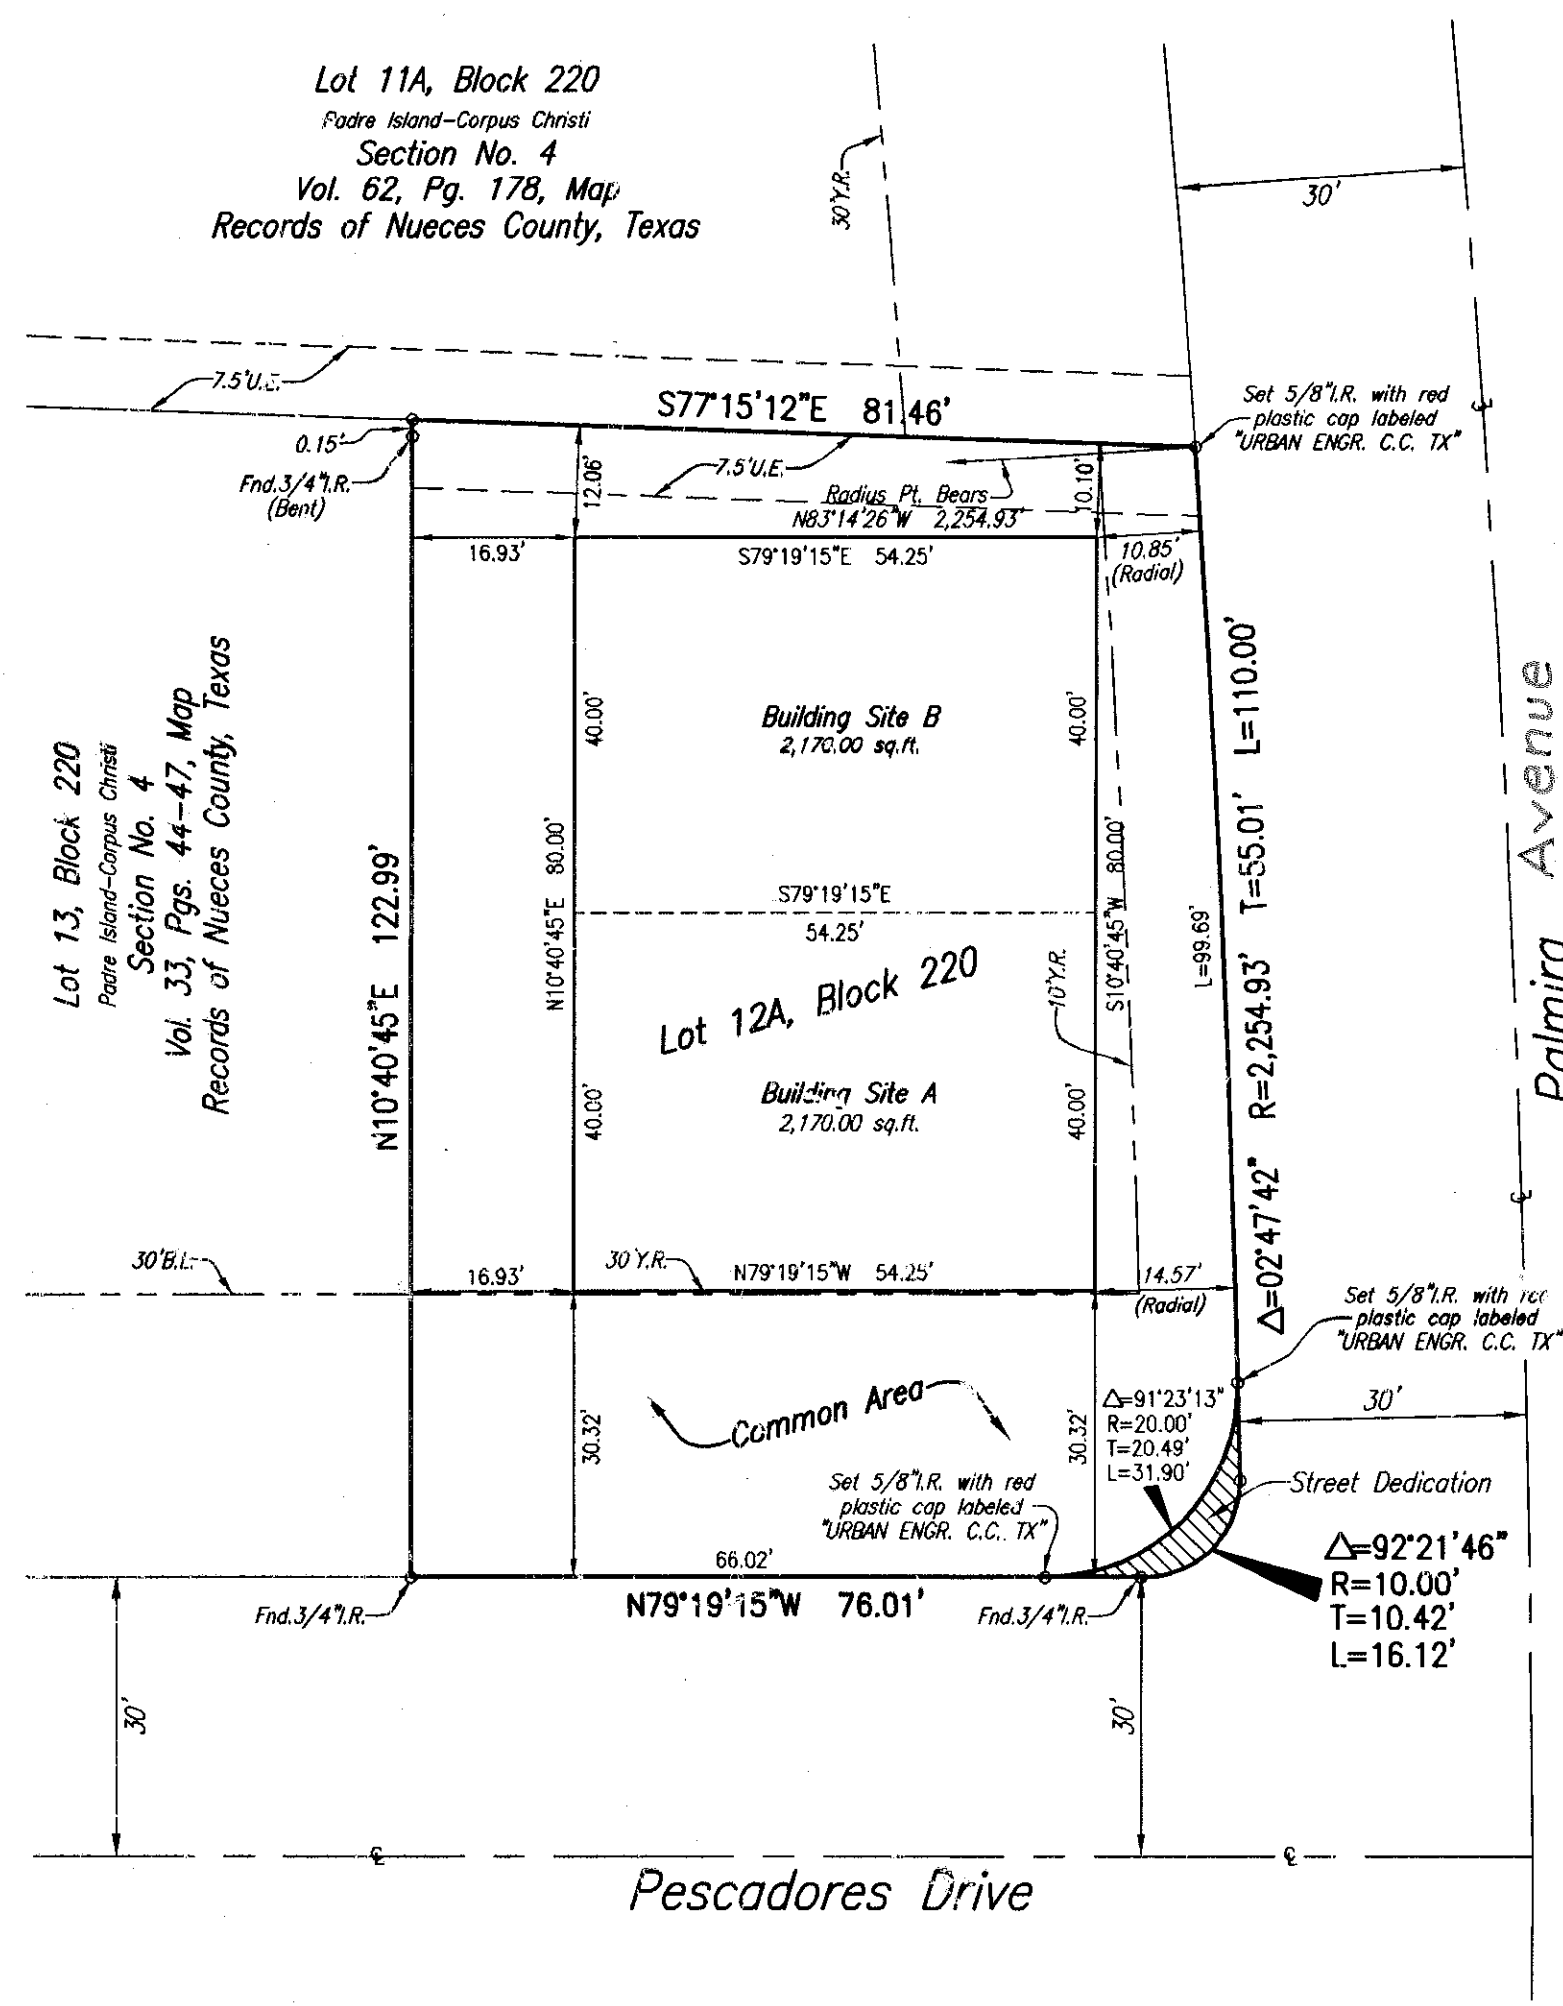 Lot 11A, Block 220
Padre Island-Corpus Christi
Section No. 4
Vol. 62, Pg. 178, Map
Records of Nueces County, Texas
30'Y.R.
30'
7.5'U.E.
S77°15'12"E 81.46'
Set 5/8"I.R. with red
plastic cap labeled
"URBAN ENGR. C.C. TX"
0.15'
Fnd.3/4"I.R.
(Bent)
12.06'
7.5'U.E.
Radius Pt. Bears
N83°14'26"W 2,254.93'
10.10'
16.93'
S79°19'15"E 54.25'
10.85'
(Radial)
Lot 13, Block 220
Padre Island-Corpus Christi
Section No. 4
Vol. 33, Pgs. 44-47, Map
Records of Nueces County, Texas
N10°40'45"E 122.99'
40.00'
Building Site B
2,170.00 sq.ft.
40.00'
N10°40'45"E 80.00'
S79°19'15"E
54.25'
S10°40'45"W 80.00'
L=99.69'
Δ=02°47'42" R=2,254.93' T=55.01' L=110.00'
Palmira Avenue
Lot 12A, Block 220
10'Y.R.
40.00'
Building Site A
2,170.00 sq.ft.
40.00'
30'B.L.
16.93'
30'Y.R.
N79°19'15"W 54.25'
14.57'
(Radial)
Set 5/8"I.R. with
plastic cap labeled
"URBAN ENGR. C.C. TX"
30.32'
Common Area
30.32'
Δ=91°23'13"
R=20.00'
T=20.49'
L=31.90'
30'
Set 5/8"I.R. with red
plastic cap labeled
"URBAN ENGR. C.C. TX"
Street Dedication
66.02'
N79°19'15"W 76.01'
Fnd.3/4"I.R.
Fnd.3/4"I.R.
Δ=92°21'46"
R=10.00'
T=10.42'
L=16.12'
30'
30'
Pescadores Drive